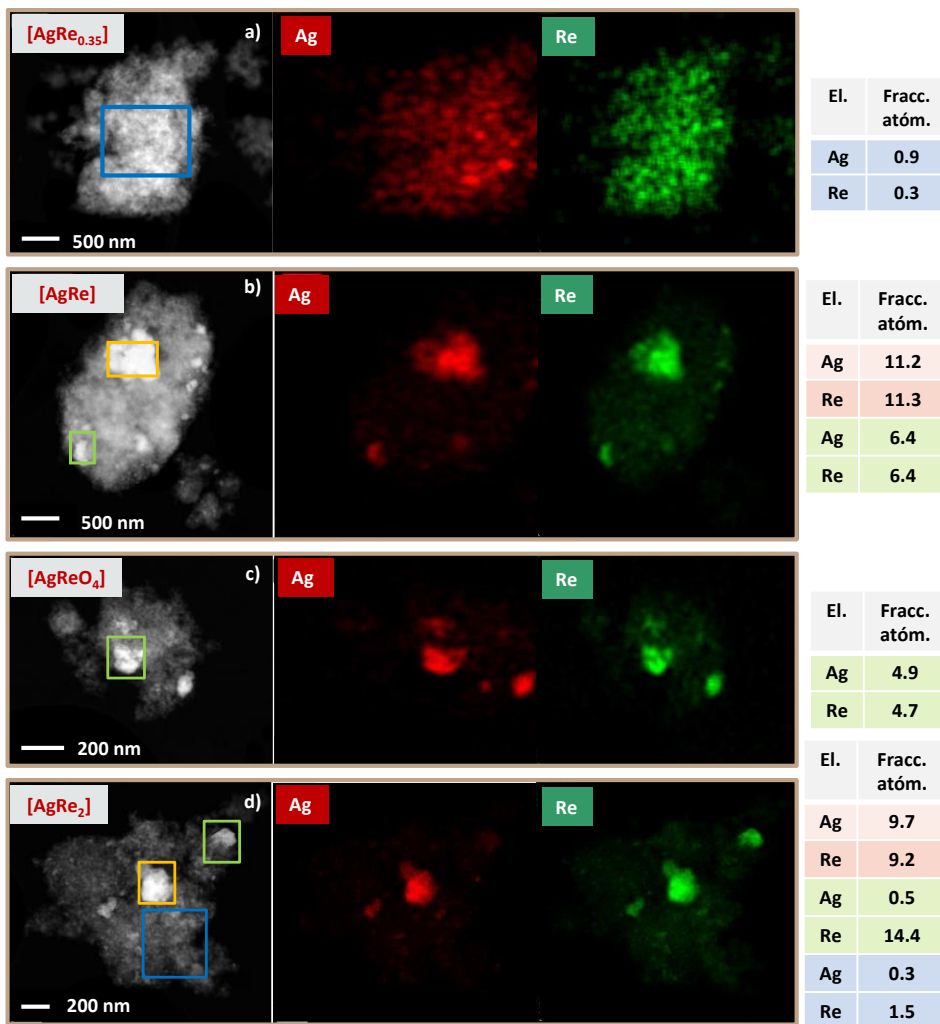 [AgRe0.35] a) Ag Re
500 nm
El. Fracc. atóm.
Ag 0.9
Re 0.3
[AgRe] b) Ag Re
500 nm
El. Fracc. atóm.
Ag 11.2
Re 11.3
Ag 6.4
Re 6.4
[AgReO4] c) Ag Re
200 nm
El. Fracc. atóm.
Ag 4.9
Re 4.7
[AgRe2] d) Ag Re
200 nm
El. Fracc. atóm.
Ag 9.7
Re 9.2
Ag 0.5
Re 14.4
Ag 0.3
Re 1.5